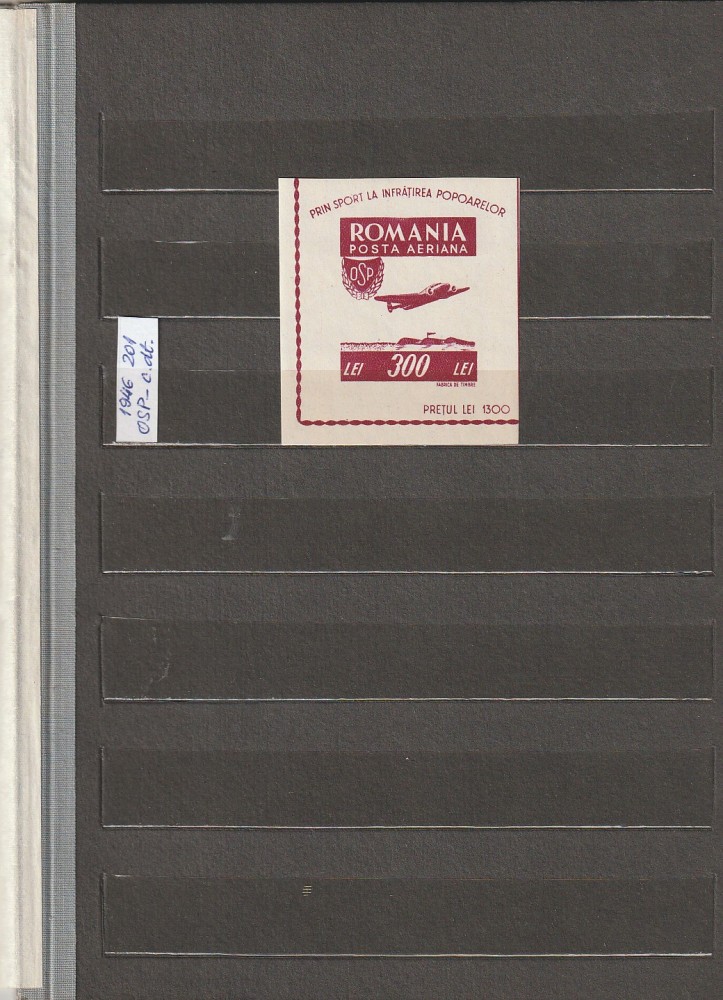 PRIN SPORT LA INFRĂȚIREA POPOARELOR
ROMANIA
POSTA AERIANA
OSP
LEI 300 LEI
FABRICA DE TIMBRE
PREȚUL LEI 1300
1946 201
OSP - c.dt.